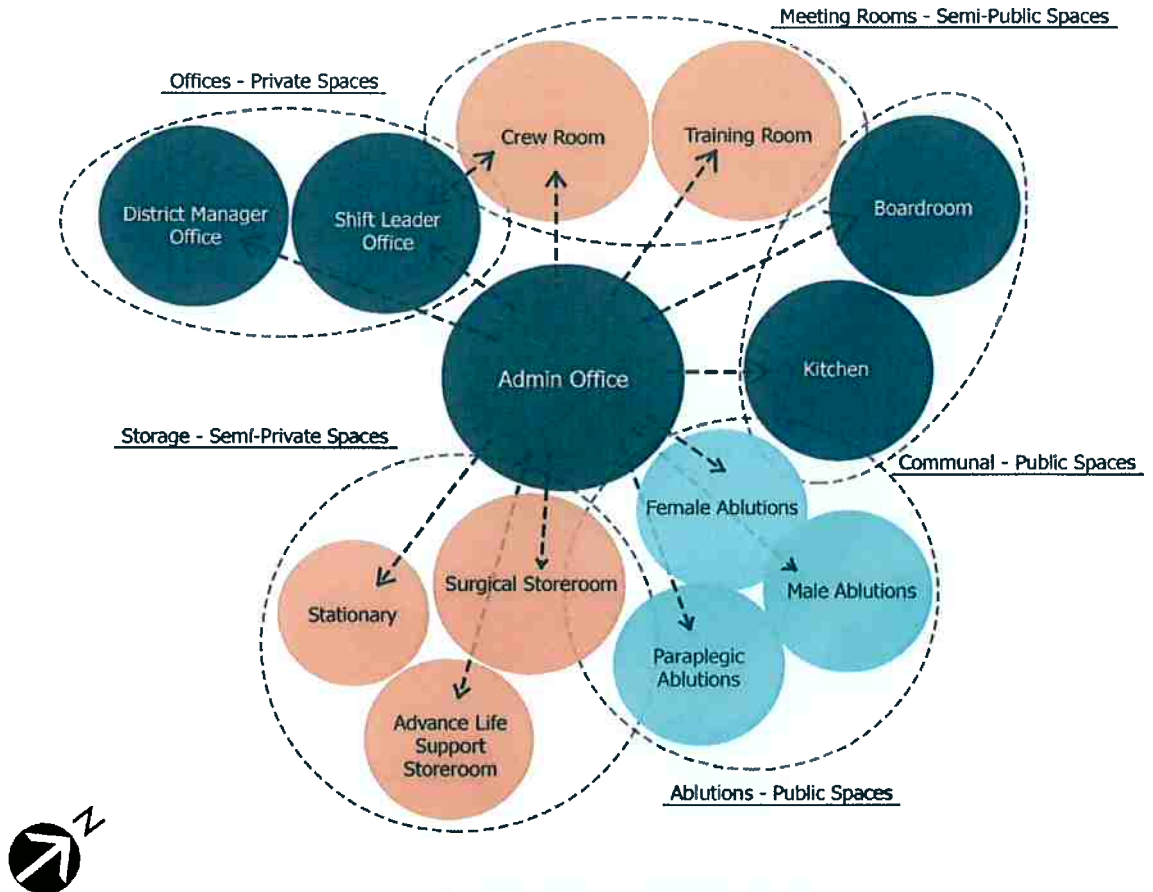 Meeting Rooms - Semi-Public Spaces
Offices - Private Spaces
Crew Room
Training Room
District Manager
Office
Shift Leader
Office
Boardroom
Admin Office
Kitchen
Storage - Semi-Private Spaces
Communal - Public Spaces
Female Ablutions
Surgical Storeroom
Male Ablutions
Stationary
Paraplegic
Ablutions
Advance Life
Support
Storeroom
Ablutions - Public Spaces
N